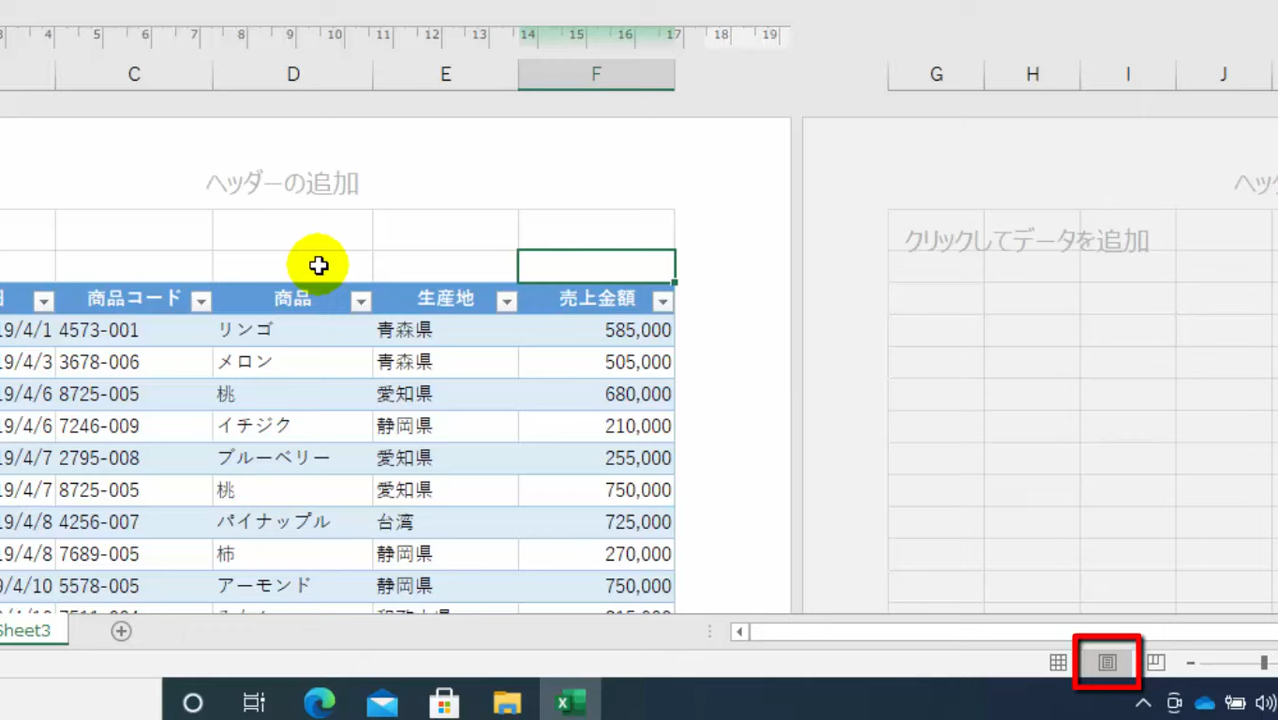 3 4 5 6 7 8 9 10 11 12 13 14 15 16 17 18 19
C D E F G H I J
ヘッダーの追加 ヘッ
クリックしてデータを追加
商品コード 商品 生産地 売上金額
19/4/1 4573-001 リンゴ 青森県 585,000
19/4/3 3678-006 メロン 青森県 505,000
19/4/6 8725-005 桃 愛知県 680,000
19/4/6 7246-009 イチジク 静岡県 210,000
19/4/7 2795-008 ブルーベリー 愛知県 255,000
19/4/7 8725-005 桃 愛知県 750,000
19/4/8 4256-007 パイナップル 台湾 725,000
19/4/8 7689-005 柿 静岡県 270,000
9/4/10 5578-005 アーモンド 静岡県 750,000
Sheet3